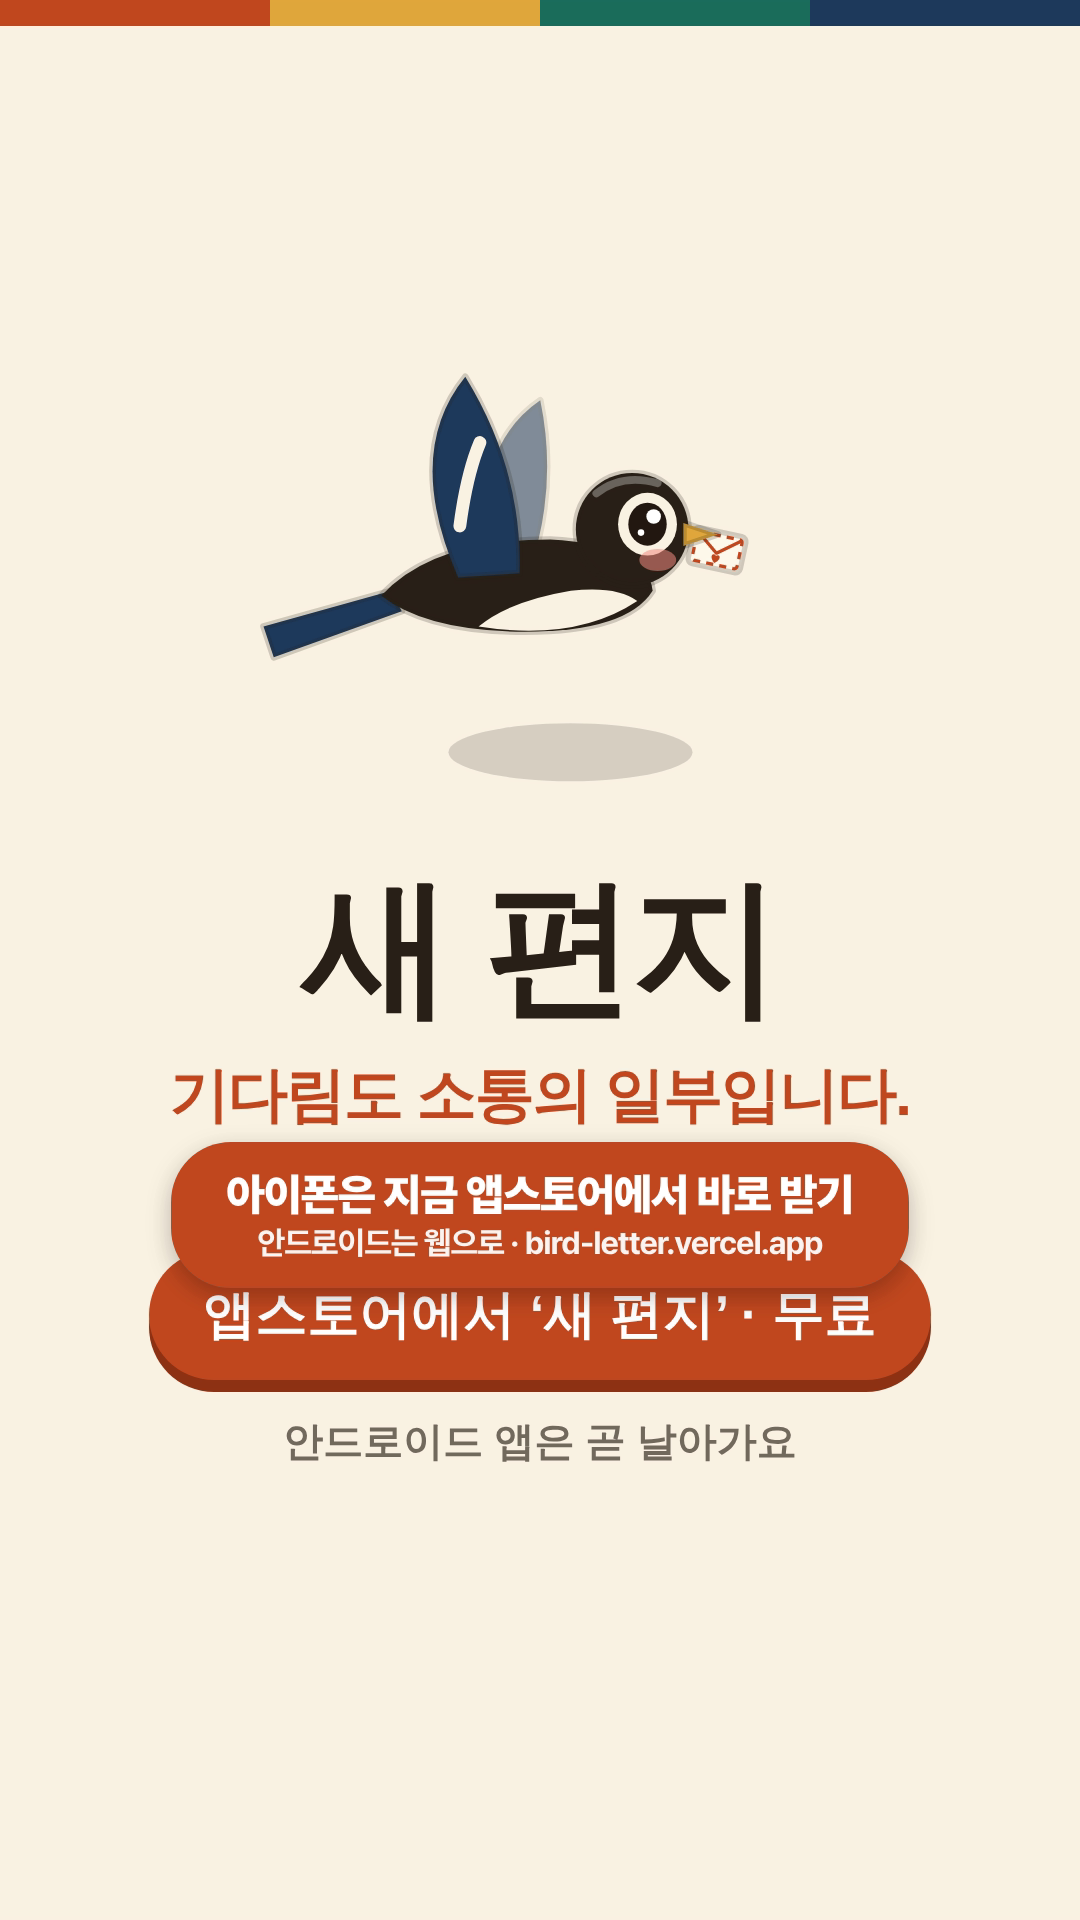 새 편지
기다림도 소통의 일부입니다.
아이폰은 지금 앱스토어에서 바로 받기
안드로이드는 웹으로 · bird-letter.vercel.app
앱스토어에서 ‘새 편지’ · 무료
안드로이드 앱은 곧 날아가요